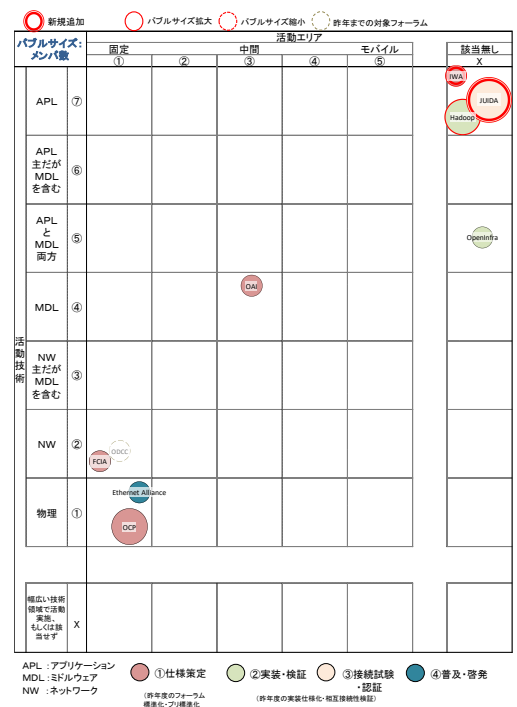 新規追加
バブルサイズ拡大
バブルサイズ縮小
昨年までの対象フォーラム
バブルサイズ:
メンバ数
活動エリア
固定
中間
モバイル
該当無し
①
②
③
④
⑤
X
活動技術
APL
⑦
IWA
JUIDA
Hadoop
APL
主だが
MDL
を含む
⑥
APL
と
MDL
両方
⑤
Openinfra
MDL
④
OAI
NW
主だが
MDL
を含む
③
NW
②
FCIA
ODCC
物理
①
Ethernet Alliance
OCP
幅広い技術
領域で活動
実施、
もしくは該
当せず
X
APL :アプリケーション
MDL :ミドルウェア
NW :ネットワーク
①仕様策定
(昨年度のフォーラム
標準化・プリ標準化
②実装・検証
③接続試験
・認証
(昨年度の実装仕様化・相互接続性検証)
④普及・啓発